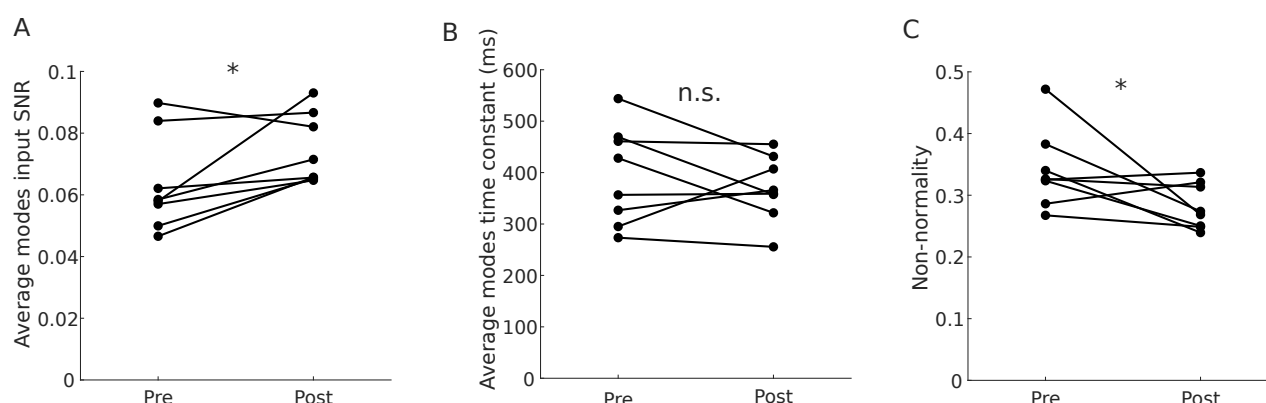 A
Average modes input SNR
0.1
0.08
0.06
0.04
0.02
0
*
Pre
Post
B
Average modes time constant (ms)
600
500
400
300
200
100
0
n.s.
Pre
Post
C
Non-normality
0.5
0.4
0.3
0.2
0.1
0
*
Pre
Post